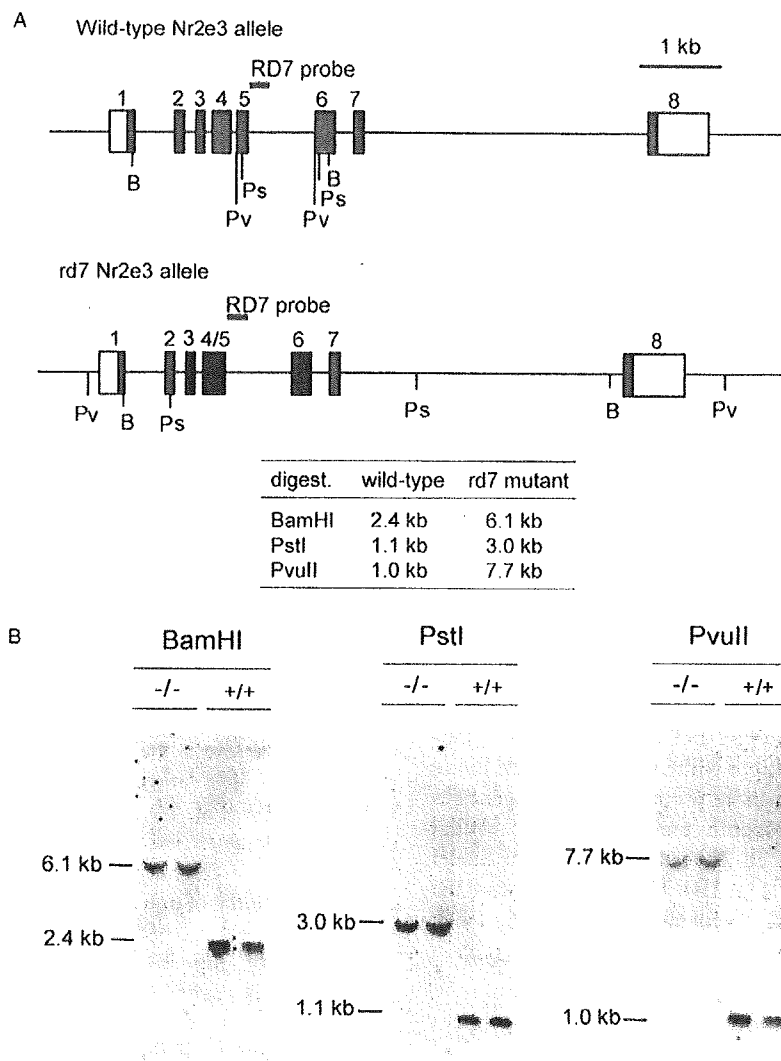 A
Wild-type Nr2e3 allele
1 kb
RD7 probe
1 2 3 4 5 6 7 8
B Pv Ps Pv Ps B
rd7 Nr2e3 allele
RD7 probe
1 2 3 4/5 6 7 8
Pv B Ps Ps B Pv
digest. wild-type rd7 mutant
BamHI 2.4 kb 6.1 kb
PstI 1.1 kb 3.0 kb
PvuII 1.0 kb 7.7 kb
B
BamHI PstI PvuII
-/- +/+ -/- +/+ -/- +/+
6.1 kb
2.4 kb
3.0 kb
1.1 kb
7.7 kb
1.0 kb